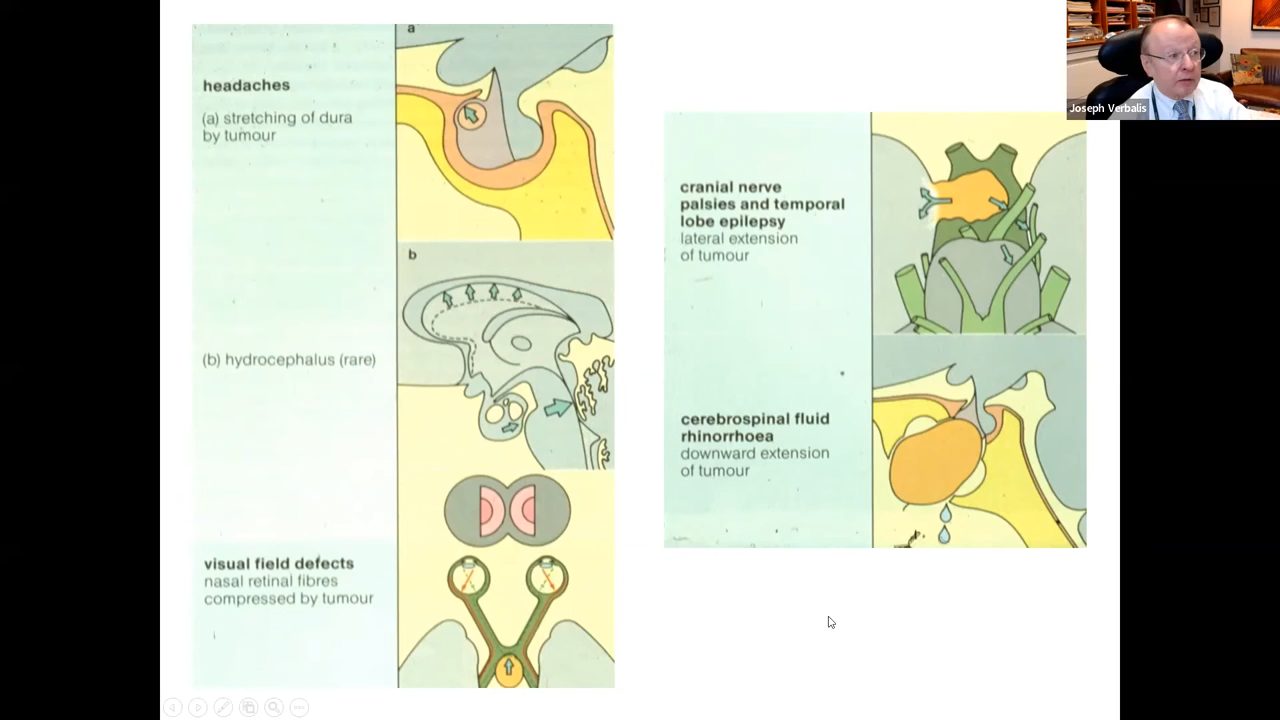 a
headaches
(a) stretching of dura
by tumour
b
(b) hydrocephalus (rare)
visual field defects
nasal retinal fibres
compressed by tumour
cranial nerve
palsies and temporal
lobe epilepsy
lateral extension
of tumour
cerebrospinal fluid
rhinorrhoea
downward extension
of tumour
Joseph Verbalis